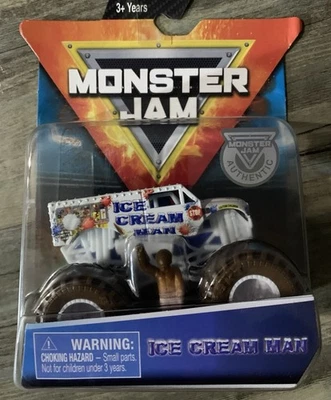 3+ Years
MONSTER
JAM
MONSTER
JAM
AUTHENTIC
ICE
CREAM
MAN
STOP
WARNING:
CHOKING HAZARD – Small parts.
Not for children under 3 years.
ICE CREAM MAN